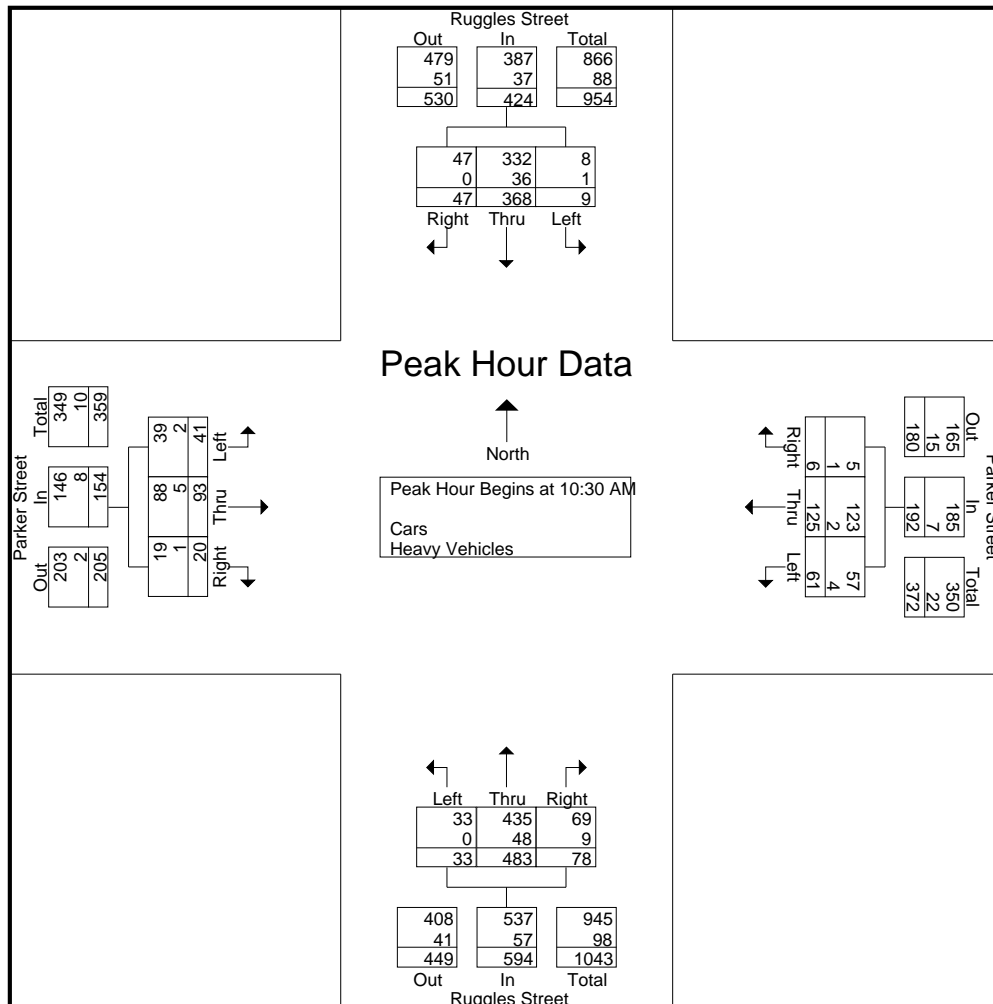 Ruggles Street
Out In Total
479 387 866
51 37 88
530 424 954
47 332 8
0 36 1
47 368 9
Right Thru Left
Peak Hour Data
North
Peak Hour Begins at 10:30 AM
Cars
Heavy Vehicles
Parker Street
Out In Total
203 146 349
2 8 10
205 154 359
19 88 39
1 5 2
20 93 41
Right Thru Left
Parker Street
Out In Total
165 185 350
15 7 22
180 192 372
5 123 57
1 2 4
6 125 61
Right Thru Left
Left Thru Right
33 435 69
0 48 9
33 483 78
408 537 945
41 57 98
449 594 1043
Out In Total
Ruggles Street